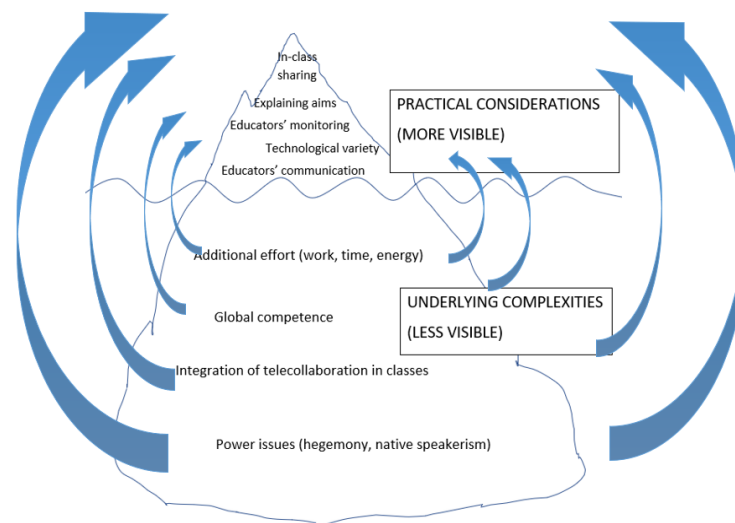 In-class
sharing
Explaining aims
Educators' monitoring
Technological variety
Educators' communication
PRACTICAL CONSIDERATIONS
(MORE VISIBLE)
Additional effort (work, time, energy)
Global competence
UNDERLYING COMPLEXITIES
(LESS VISIBLE)
Integration of telecollaboration in classes
Power issues (hegemony, native speakerism)